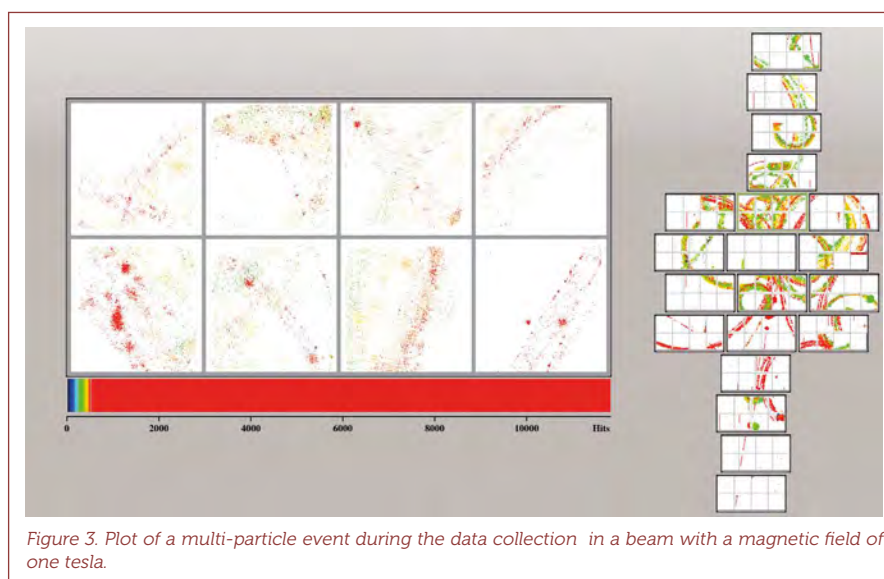 0 2000 4000 6000 8000 10000 Hits
Figure 3. Plot of a multi-particle event during the data collection in a beam with a magnetic field of
one tesla.